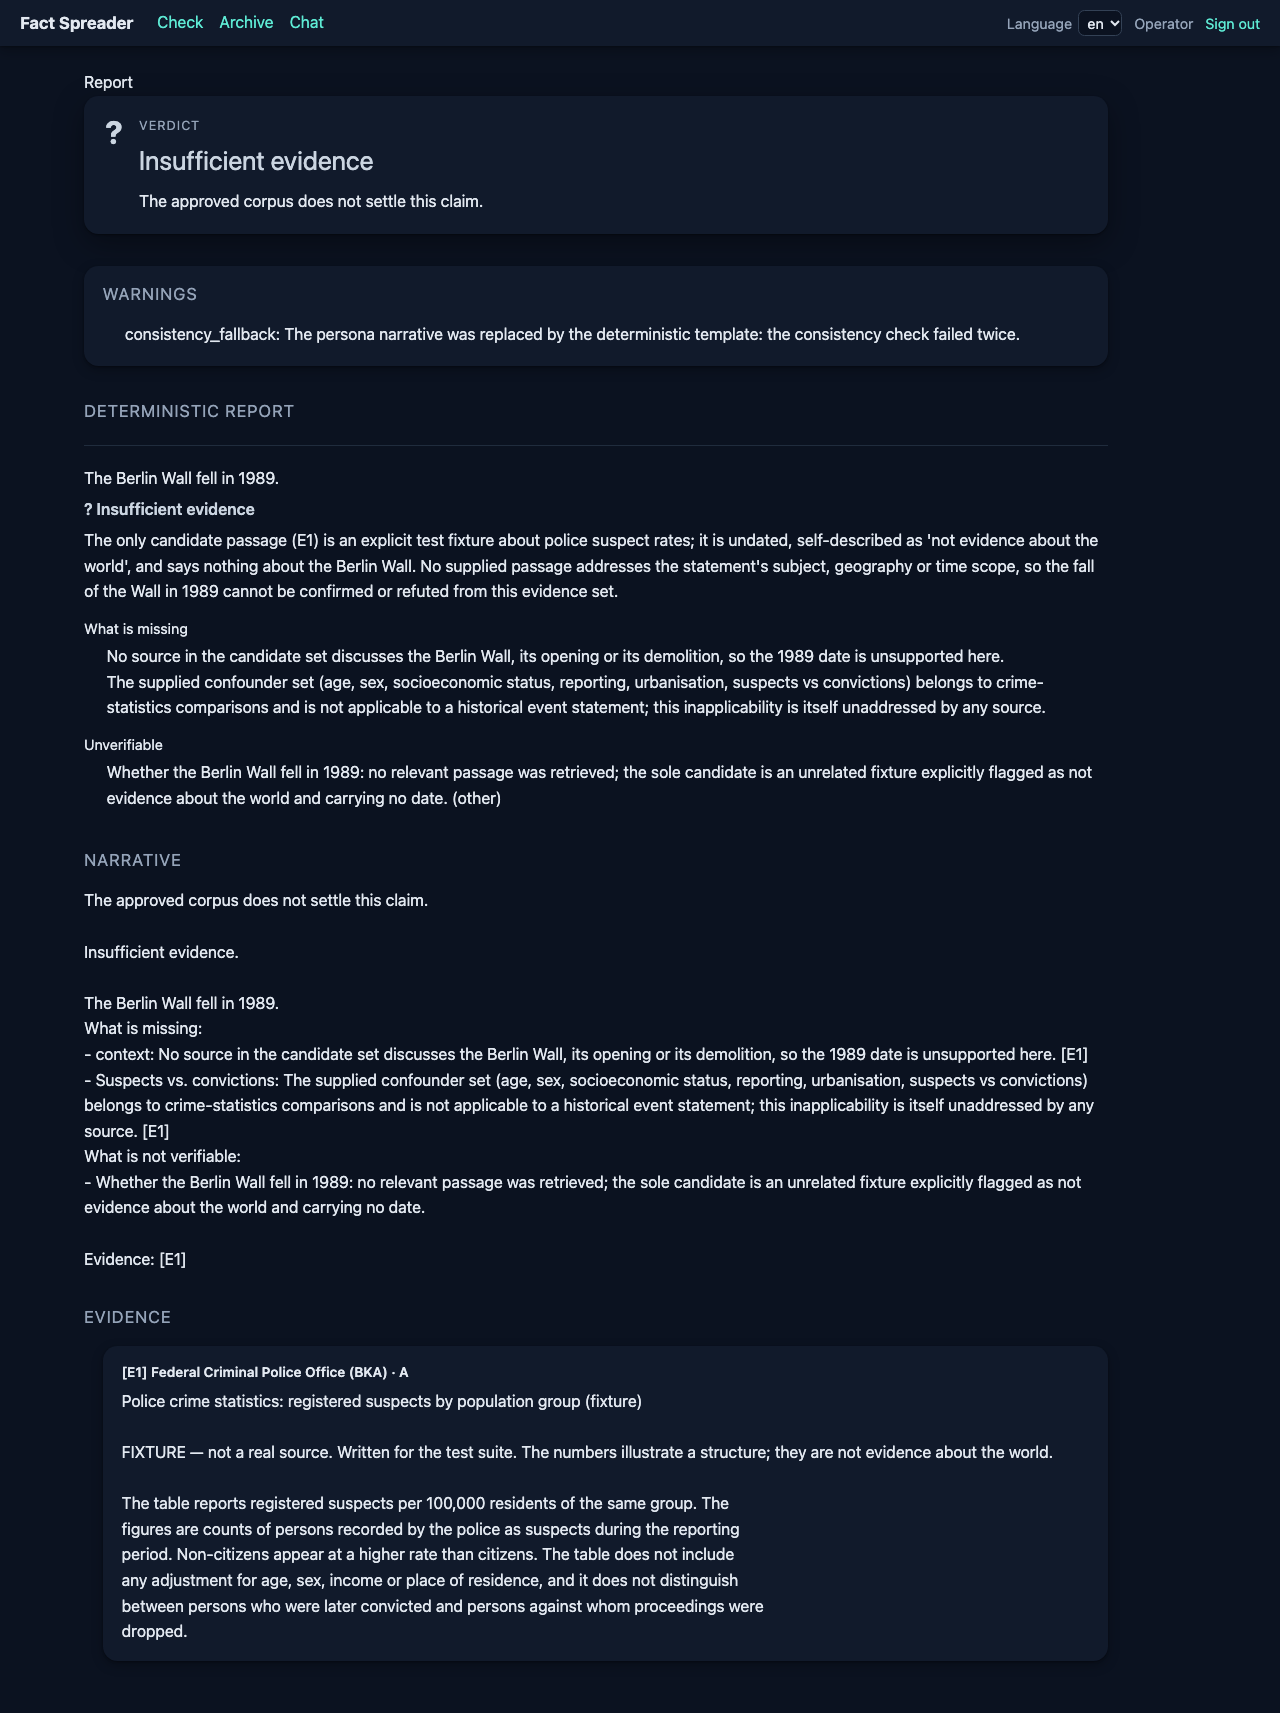 Fact Spreader Check Archive Chat Language en Operator Sign out
Report
?
VERDICT
Insufficient evidence
The approved corpus does not settle this claim.
WARNINGS
consistency_fallback: The persona narrative was replaced by the deterministic template: the consistency check failed twice.
DETERMINISTIC REPORT
The Berlin Wall fell in 1989.
? Insufficient evidence
The only candidate passage (E1) is an explicit test fixture about police suspect rates; it is undated, self-described as 'not evidence about the
world', and says nothing about the Berlin Wall. No supplied passage addresses the statement's subject, geography or time scope, so the fall
of the Wall in 1989 cannot be confirmed or refuted from this evidence set.
What is missing
No source in the candidate set discusses the Berlin Wall, its opening or its demolition, so the 1989 date is unsupported here.
The supplied confounder set (age, sex, socioeconomic status, reporting, urbanisation, suspects vs convictions) belongs to crime-
statistics comparisons and is not applicable to a historical event statement; this inapplicability is itself unaddressed by any source.
Unverifiable
Whether the Berlin Wall fell in 1989: no relevant passage was retrieved; the sole candidate is an unrelated fixture explicitly flagged as not
evidence about the world and carrying no date. (other)
NARRATIVE
The approved corpus does not settle this claim.
Insufficient evidence.
The Berlin Wall fell in 1989.
What is missing:
- context: No source in the candidate set discusses the Berlin Wall, its opening or its demolition, so the 1989 date is unsupported here. [E1]
- Suspects vs. convictions: The supplied confounder set (age, sex, socioeconomic status, reporting, urbanisation, suspects vs convictions)
belongs to crime-statistics comparisons and is not applicable to a historical event statement; this inapplicability is itself unaddressed by any
source. [E1]
What is not verifiable:
- Whether the Berlin Wall fell in 1989: no relevant passage was retrieved; the sole candidate is an unrelated fixture explicitly flagged as not
evidence about the world and carrying no date.
Evidence: [E1]
EVIDENCE
[E1] Federal Criminal Police Office (BKA) · A
Police crime statistics: registered suspects by population group (fixture)
FIXTURE — not a real source. Written for the test suite. The numbers illustrate a structure; they are not evidence about the world.
The table reports registered suspects per 100,000 residents of the same group. The
figures are counts of persons recorded by the police as suspects during the reporting
period. Non-citizens appear at a higher rate than citizens. The table does not include
any adjustment for age, sex, income or place of residence, and it does not distinguish
between persons who were later convicted and persons against whom proceedings were
dropped.